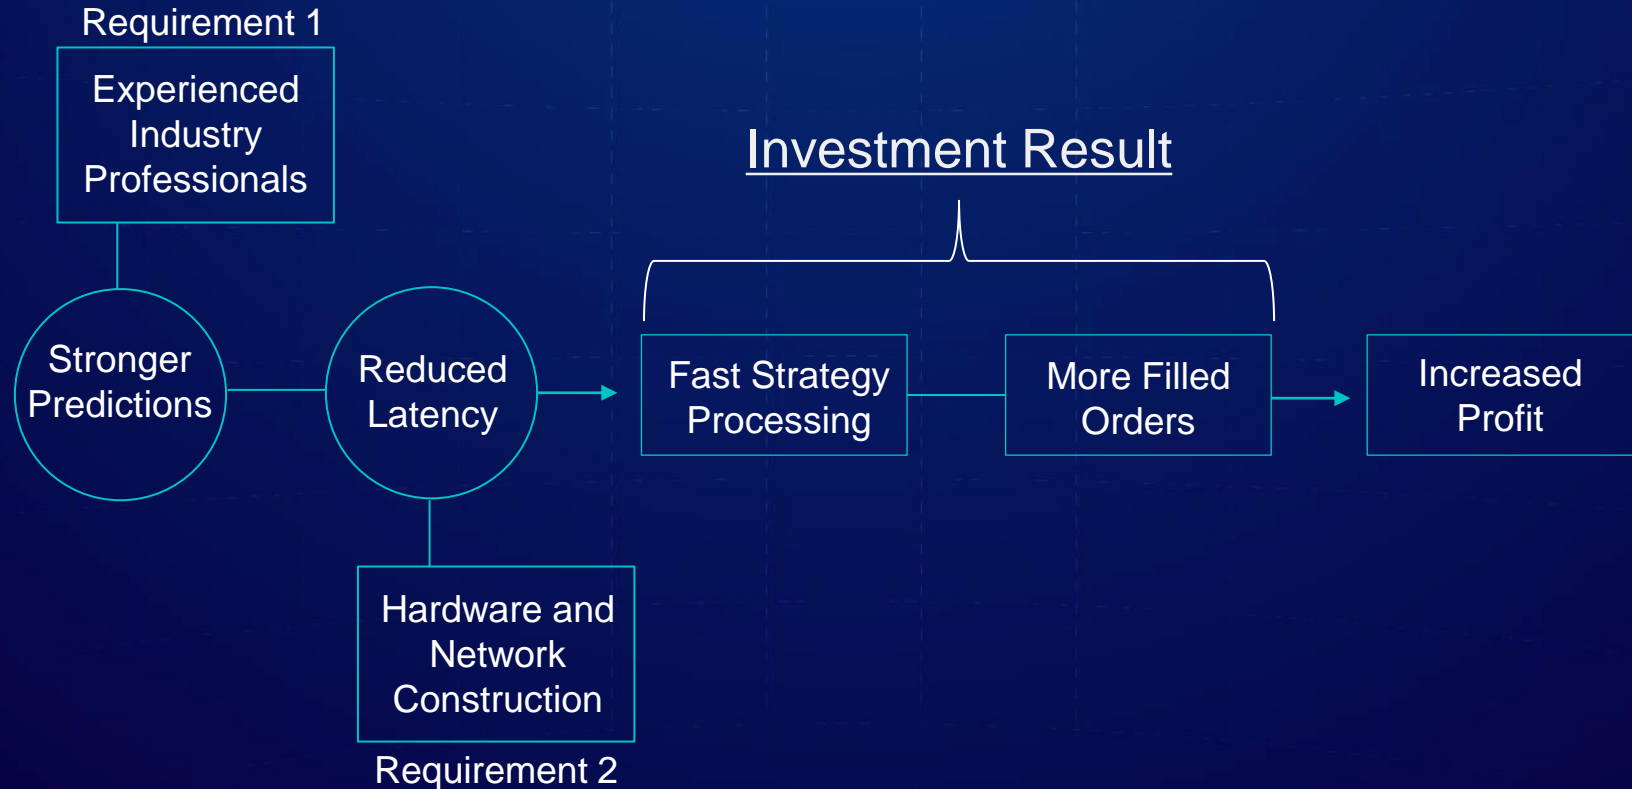 Requirement 1
Experienced
Industry
Professionals
Investment Result
Stronger
Predictions
Reduced
Latency
Fast Strategy
Processing
More Filled
Orders
Increased
Profit
Hardware and
Network
Construction
Requirement 2